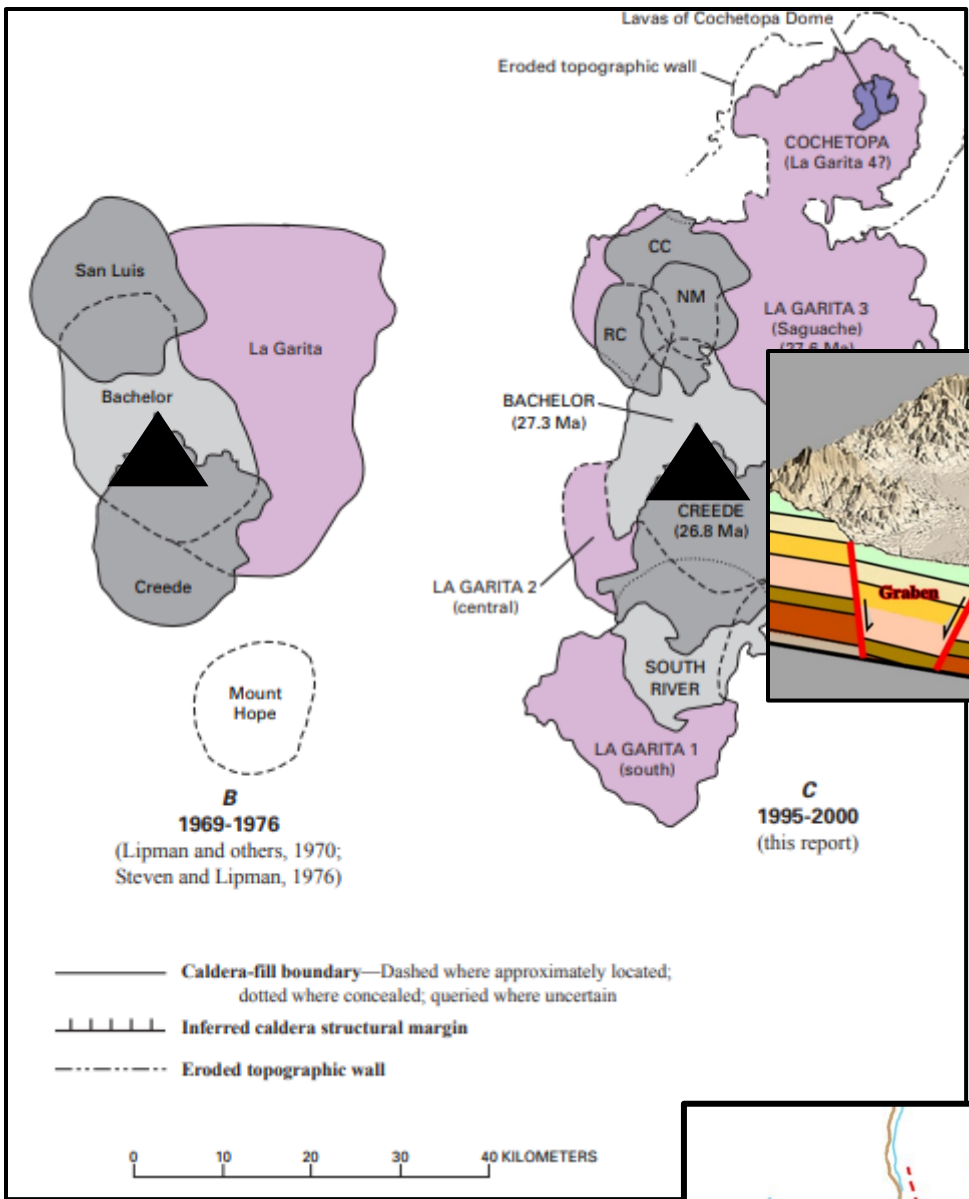 Lavas of Cochetopa Dome
Eroded topographic wall
COCHETOPA
(La Garita 4?)
San Luis
La Garita
Bachelor
Creede
Mount
Hope
B
1969-1976
(Lipman and others, 1970;
Steven and Lipman, 1976)
CC
NM
RC
LA GARITA 3
(Saguache)
(27.6 Ma)
BACHELOR
(27.3 Ma)
CREEDE
(26.8 Ma)
LA GARITA 2
(central)
SOUTH
RIVER
LA GARITA 1
(south)
Graben
C
1995-2000
(this report)
Caldera-fill boundary—Dashed where approximately located;
dotted where concealed; queried where uncertain
Inferred caldera structural margin
Eroded topographic wall
0 10 20 30 40 KILOMETERS